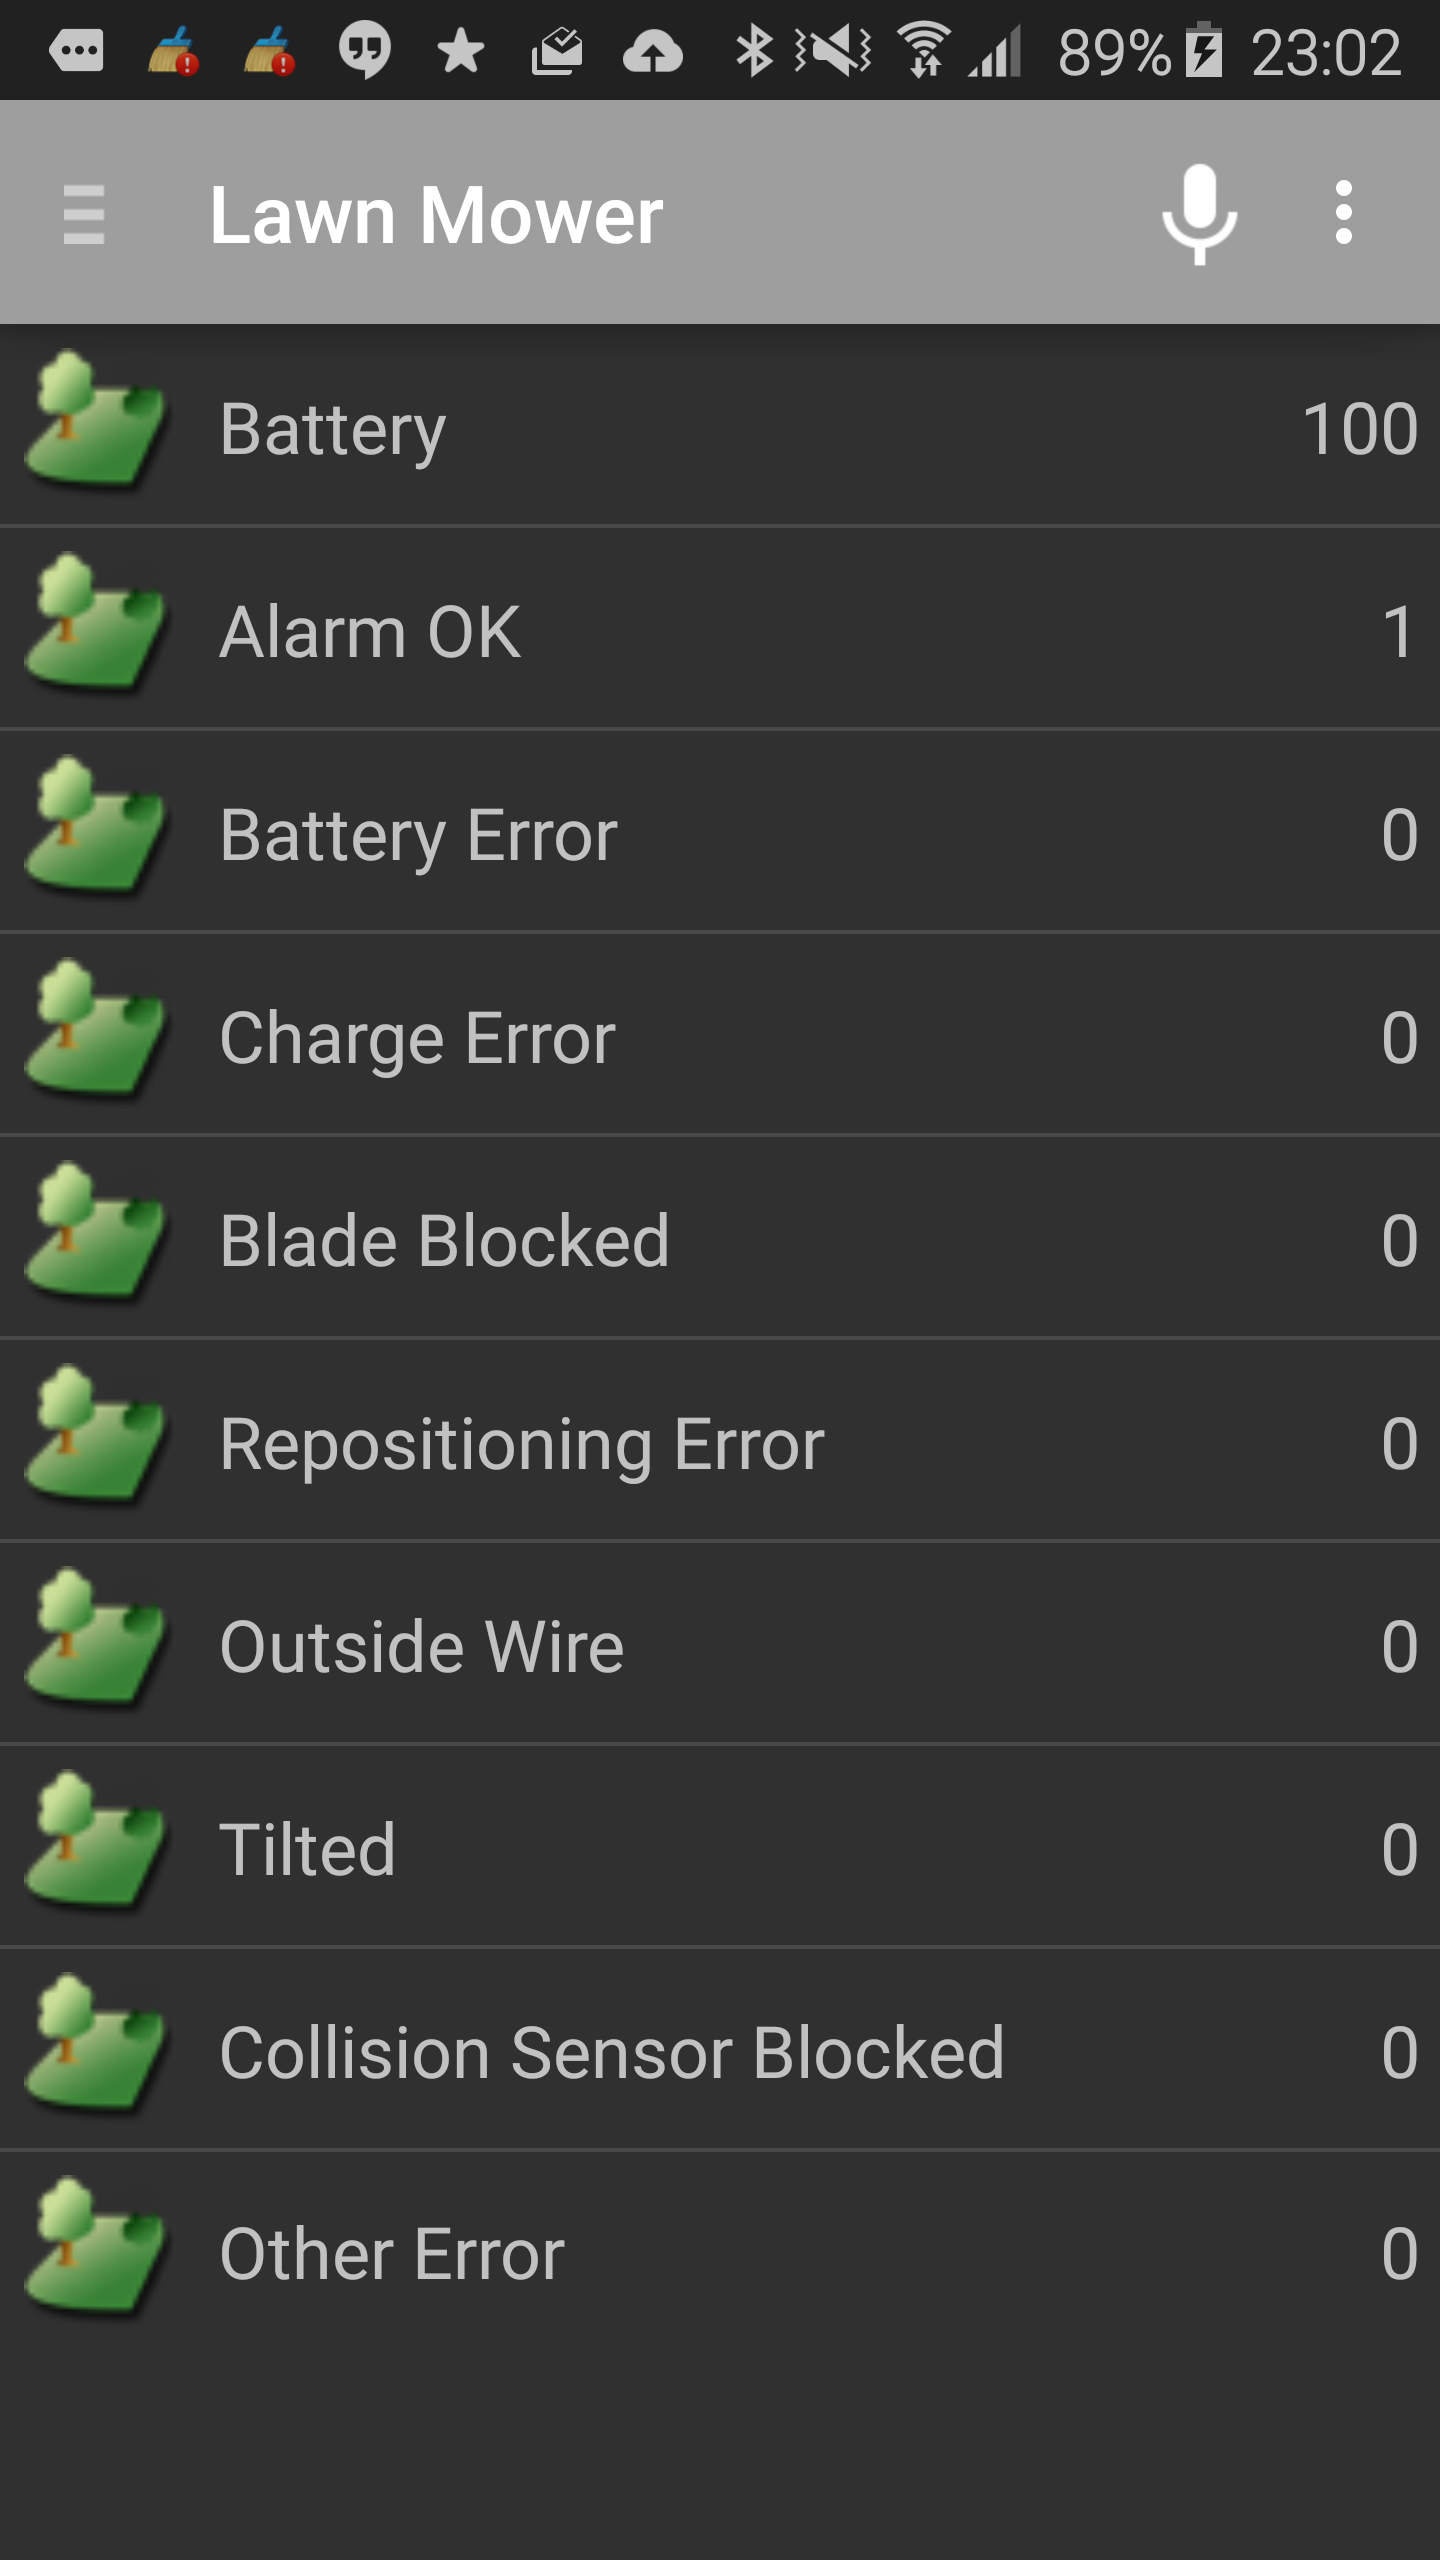 89% 23:02
Lawn Mower
Battery 100
Alarm OK 1
Battery Error 0
Charge Error 0
Blade Blocked 0
Repositioning Error 0
Outside Wire 0
Tilted 0
Collision Sensor Blocked 0
Other Error 0